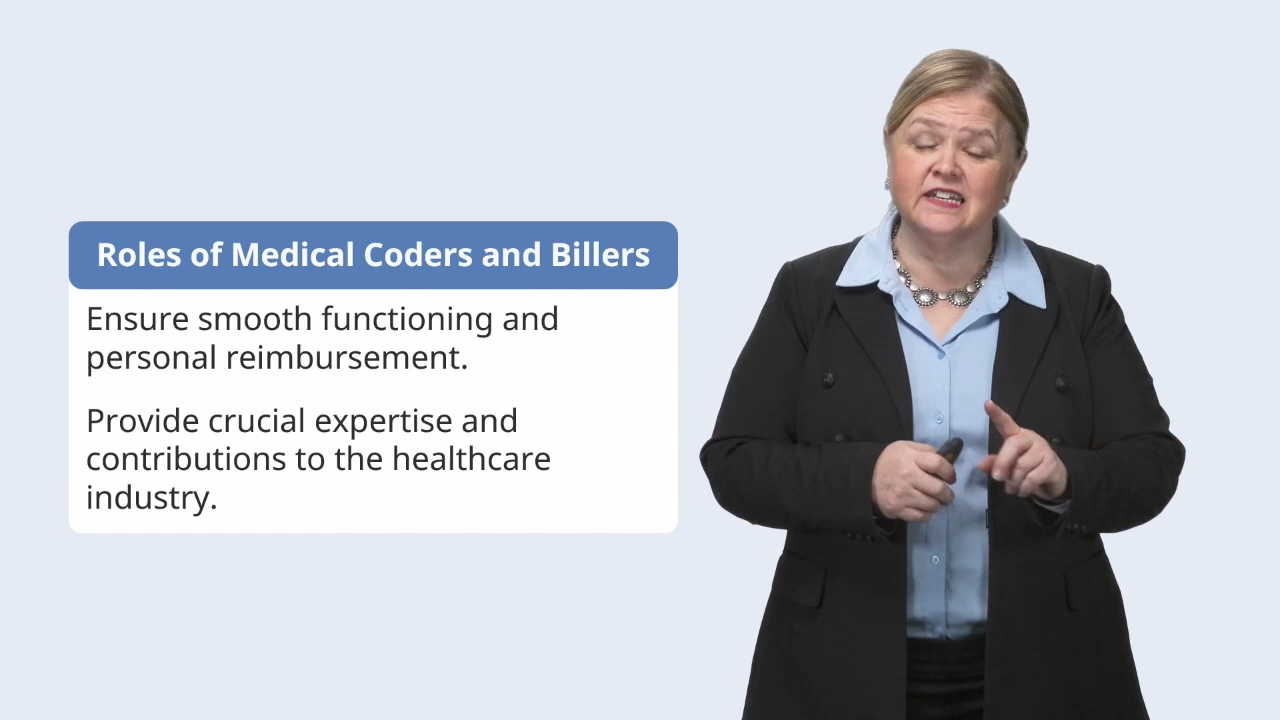 Roles of Medical Coders and Billers
Ensure smooth functioning and
personal reimbursement.
Provide crucial expertise and
contributions to the healthcare
industry.